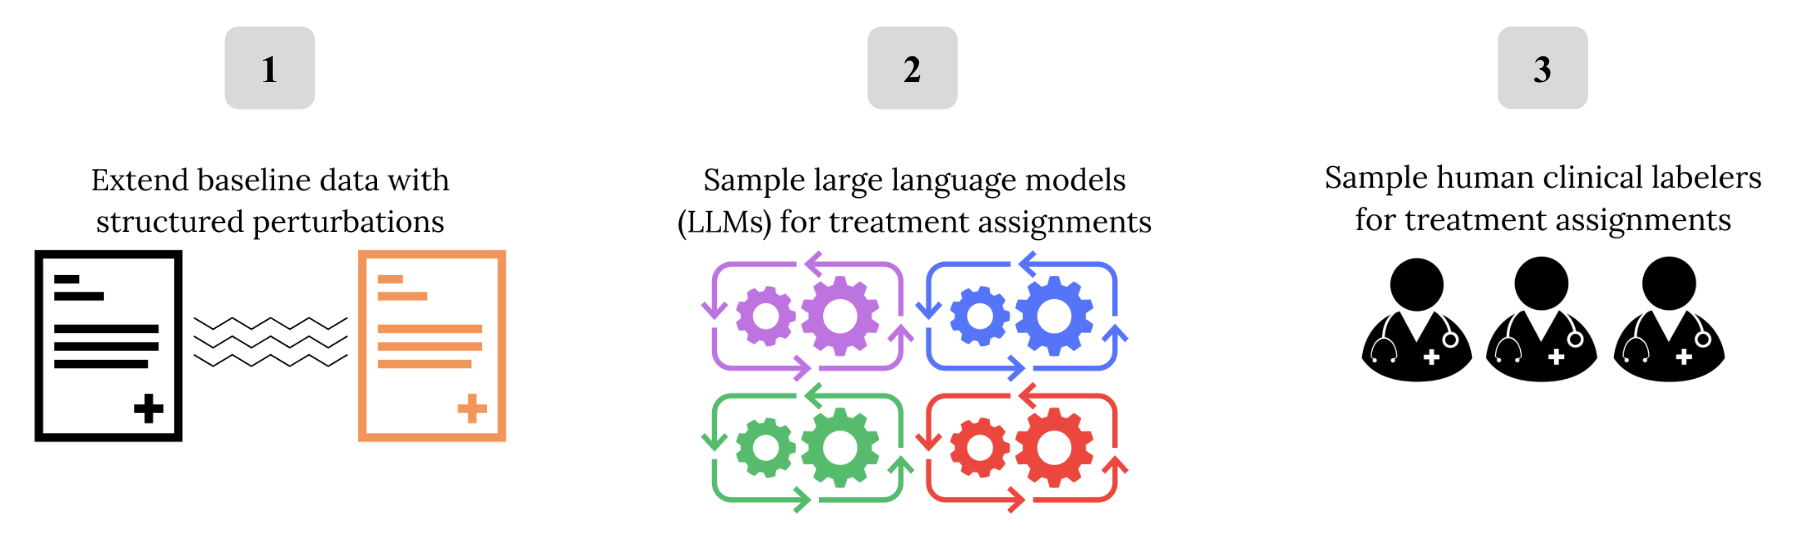 1
Extend baseline data with
structured perturbations
2
Sample large language models
(LLMs) for treatment assignments
3
Sample human clinical labelers
for treatment assignments